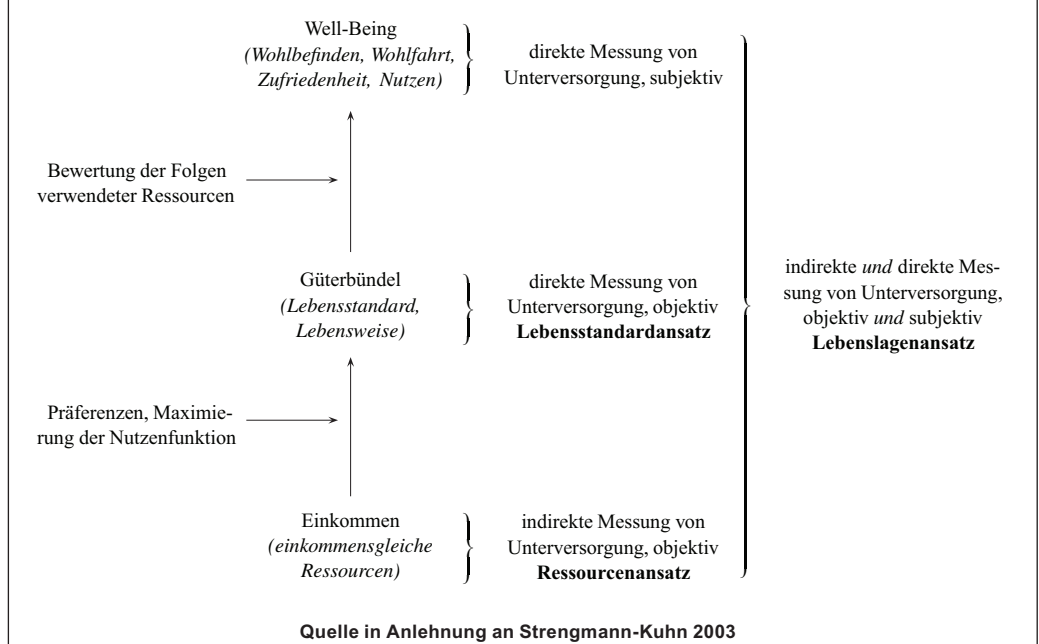 Well-Being
(Wohlbefinden, Wohlfahrt,
Zufriedenheit, Nutzen)
direkte Messung von
Unterversorgung, subjektiv
Bewertung der Folgen
verwendeter Ressourcen
Güterbündel
(Lebensstandard,
Lebensweise)
direkte Messung von
Unterversorgung, objektiv
Lebensstandardansatz
indirekte und direkte Mes-
sung von Unterversorgung,
objektiv und subjektiv
Lebenslagenansatz
Präferenzen, Maximie-
rung der Nutzenfunktion
Einkommen
(einkommensgleiche
Ressourcen)
indirekte Messung von
Unterversorgung, objektiv
Ressourcenansatz
Quelle in Anlehnung an Strengmann-Kuhn 2003